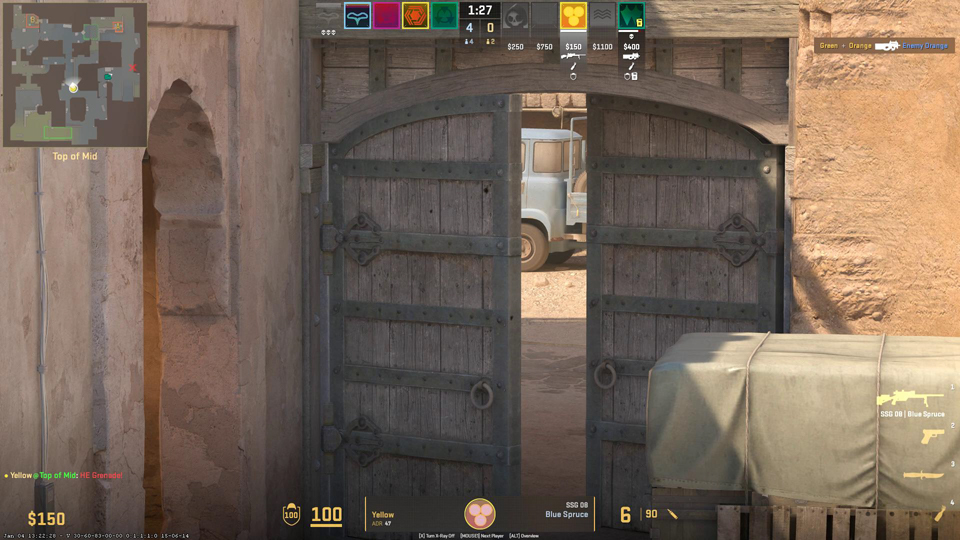 1:27
4 0
4 2
$250 $750 $150 $1100 $400
Green + Orange Enemy Orange
Top of Mid
1
SSG 08 | Blue Spruce
2
3
4
Yellow @ Top of Mid: HE Grenade!
$150
100 100
Yellow
ADR 47
SSG 08
Blue Spruce
6 90
[X] Turn X-Ray Off [MOUSE1] Next Player [ALT] Overview